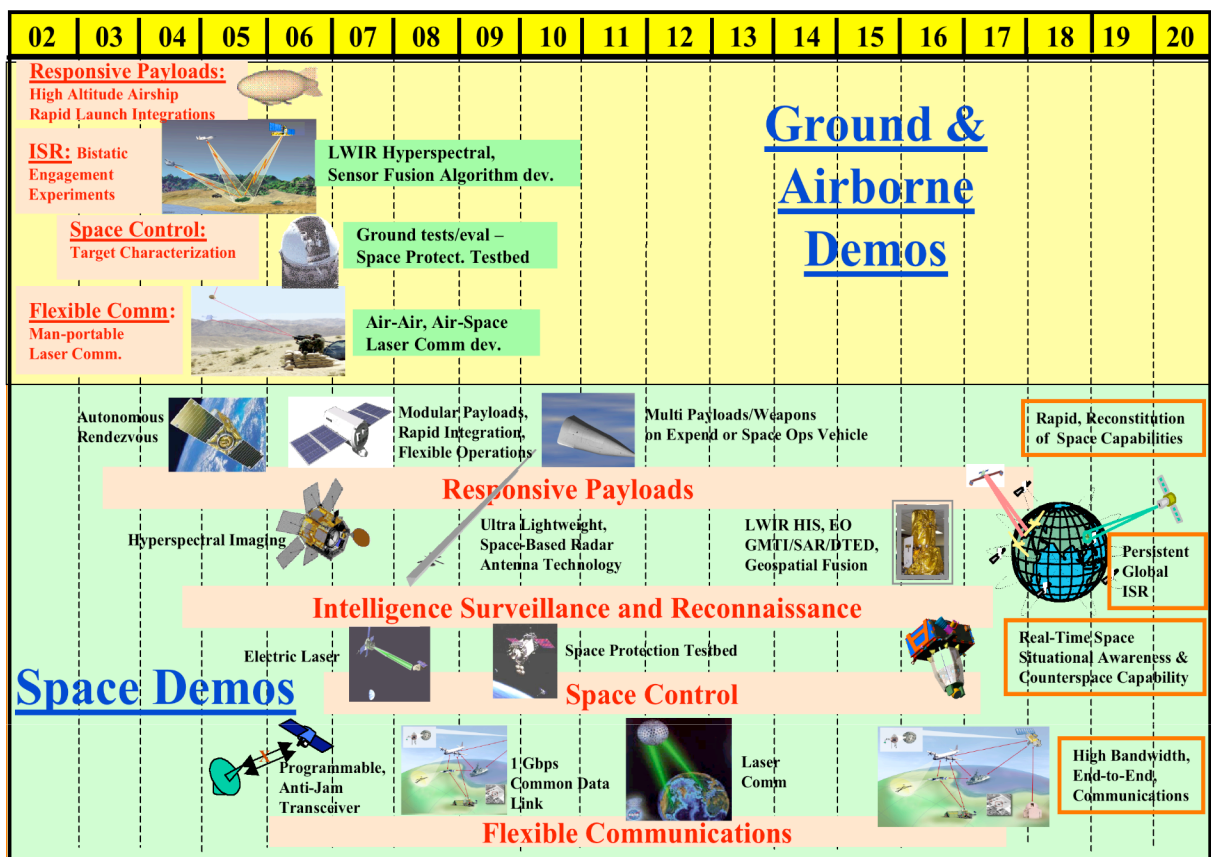 02 03 04 05 06 07 08 09 10 11 12 13 14 15 16 17 18 19 20
Responsive Payloads:
High Altitude Airship
Rapid Launch Integrations
ISR: Bistatic
Engagement
Experiments
LWIR Hyperspectral,
Sensor Fusion Algorithm dev.
Space Control:
Target Characterization
Ground tests/eval –
Space Protect. Testbed
Flexible Comm:
Man-portable
Laser Comm.
Air-Air, Air-Space
Laser Comm dev.
Ground &
Airborne
Demos
Autonomous
Rendezvous
Modular Payloads,
Rapid Integration,
Flexible Operations
Multi Payloads/Weapons
on Expend or Space Ops Vehicle
Rapid, Reconstitution
of Space Capabilities
Responsive Payloads
Hyperspectral Imaging
Ultra Lightweight,
Space-Based Radar
Antenna Technology
LWIR HIS, EO
GMTI/SAR/DTED,
Geospatial Fusion
Persistent
Global
ISR
Intelligence Surveillance and Reconnaissance
Electric Laser
Space Protection Testbed
Real-Time Space
Situational Awareness &
Counterspace Capability
Space Demos
Space Control
X
Programmable,
Anti-Jam
Transceiver
1 Gbps
Common Data
Link
Laser
Comm
High Bandwidth,
End-to-End,
Communications
Flexible Communications